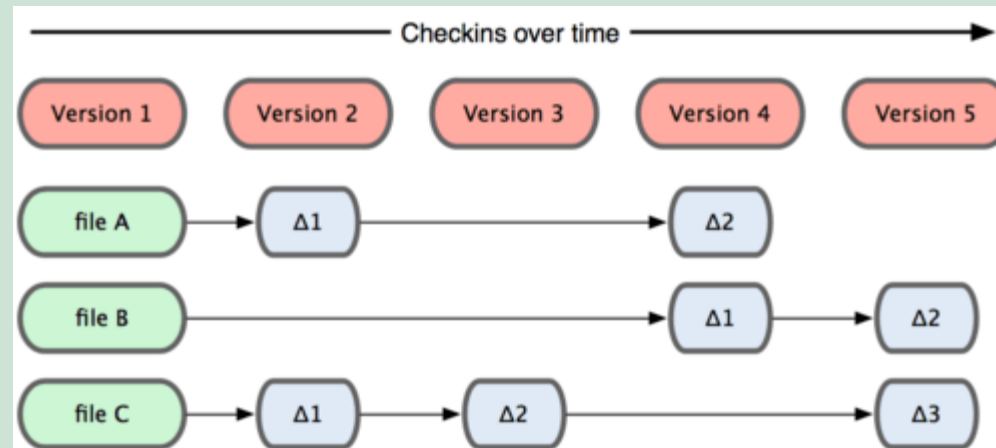 Checkins over time
Version 1 Version 2 Version 3 Version 4 Version 5
file A Δ1 Δ2
file B Δ1 Δ2
file C Δ1 Δ2 Δ3